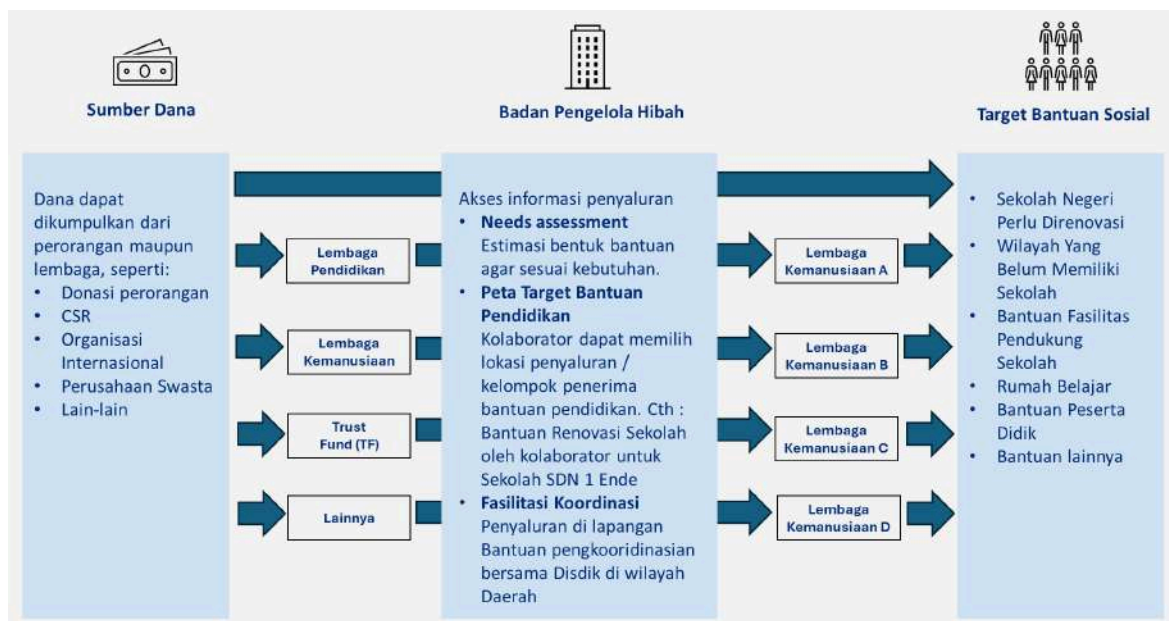 Sumber Dana
Badan Pengelola Hibah
Target Bantuan Sosial
Dana dapat
dikumpulkan dari
perorangan maupun
lembaga, seperti:
• Donasi perorangan
• CSR
• Organisasi
Internasional
• Perusahaan Swasta
• Lain-lain
Lembaga
Pendidikan
Lembaga
Kemanusiaan
Trust
Fund (TF)
Lainnya
Akses informasi penyaluran
• Needs assessment
Estimasi bentuk bantuan
agar sesuai kebutuhan.
• Peta Target Bantuan
Pendidikan
Kolaborator dapat memilih
lokasi penyaluran /
kelompok penerima
bantuan pendidikan. Cth :
Bantuan Renovasi Sekolah
oleh kolaborator untuk
Sekolah SDN 1 Ende
• Fasilitasi Koordinasi
Penyaluran di lapangan
Bantuan pengkooridinasian
bersama Disdik di wilayah
Daerah
Lembaga
Kemanusiaan A
Lembaga
Kemanusiaan B
Lembaga
Kemanusiaan C
Lembaga
Kemanusiaan D
• Sekolah Negeri
Perlu Direnovasi
• Wilayah Yang
Belum Memiliki
Sekolah
• Bantuan Fasilitas
Pendukung
Sekolah
• Rumah Belajar
• Bantuan Peserta
Didik
• Bantuan lainnya